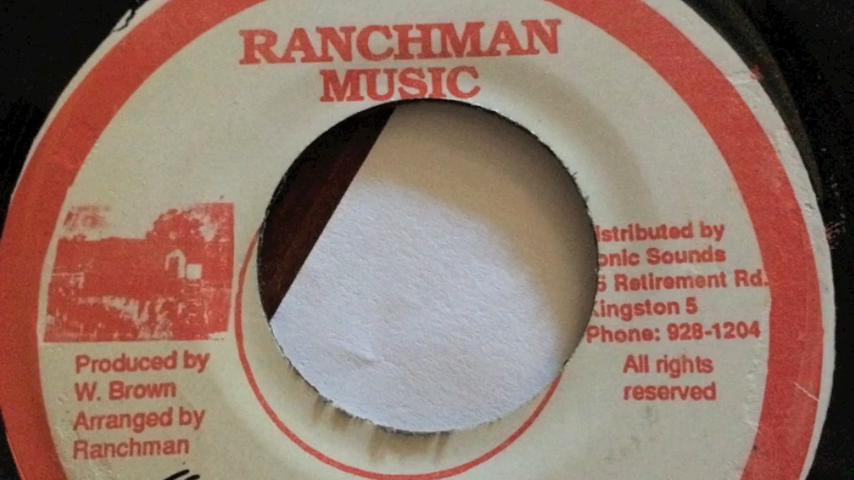 RANCHMAN
MUSIC
Produced by
W. Brown
Arranged by
Ranchman
istributed by
onic Sounds
5 Retirement Rd.
Kingston 5
Phone: 928-1204
All rights
reserved